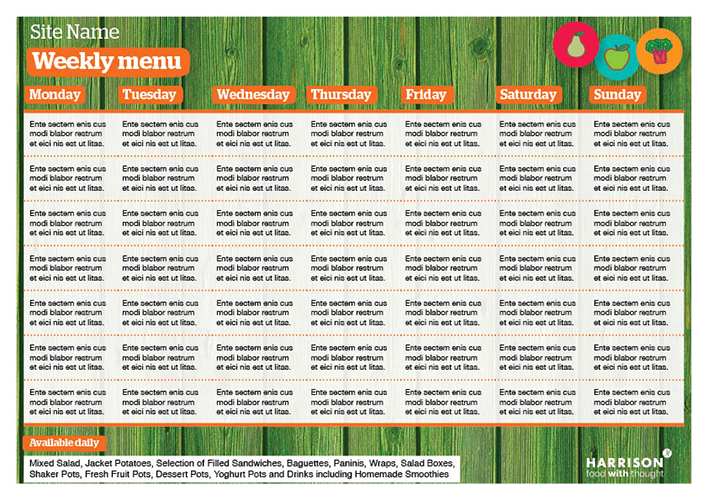 Site Name
Weekly menu
Monday
Tuesday
Wednesday
Thursday
Friday
Saturday
Sunday
Ente sectem enis cus
modi blabor restrum
et eici nis est ut litas.
Ente sectem enis cus
modi blabor restrum
et eici nis est ut litas.
Ente sectem enis cus
modi blabor restrum
et eici nis est ut litas.
Ente sectem enis cus
modi blabor restrum
et eici nis est ut litas.
Ente sectem enis cus
modi blabor restrum
et eici nis est ut litas.
Ente sectem enis cus
modi blabor restrum
et eici nis est ut litas.
Ente sectem enis cus
modi blabor restrum
et eici nis est ut litas.
Ente sectem enis cus
modi blabor restrum
et eici nis est ut litas.
Ente sectem enis cus
modi blabor restrum
et eici nis est ut litas.
Ente sectem enis cus
modi blabor restrum
et eici nis est ut litas.
Ente sectem enis cus
modi blabor restrum
et eici nis est ut litas.
Ente sectem enis cus
modi blabor restrum
et eici nis est ut litas.
Ente sectem enis cus
modi blabor restrum
et eici nis est ut litas.
Ente sectem enis cus
modi blabor restrum
et eici nis est ut litas.
Ente sectem enis cus
modi blabor restrum
et eici nis est ut litas.
Ente sectem enis cus
modi blabor restrum
et eici nis est ut litas.
Ente sectem enis cus
modi blabor restrum
et eici nis est ut litas.
Ente sectem enis cus
modi blabor restrum
et eici nis est ut litas.
Ente sectem enis cus
modi blabor restrum
et eici nis est ut litas.
Ente sectem enis cus
modi blabor restrum
et eici nis est ut litas.
Ente sectem enis cus
modi blabor restrum
et eici nis est ut litas.
Ente sectem enis cus
modi blabor restrum
et eici nis est ut litas.
Ente sectem enis cus
modi blabor restrum
et eici nis est ut litas.
Ente sectem enis cus
modi blabor restrum
et eici nis est ut litas.
Ente sectem enis cus
modi blabor restrum
et eici nis est ut litas.
Ente sectem enis cus
modi blabor restrum
et eici nis est ut litas.
Ente sectem enis cus
modi blabor restrum
et eici nis est ut litas.
Ente sectem enis cus
modi blabor restrum
et eici nis est ut litas.
Ente sectem enis cus
modi blabor restrum
et eici nis est ut litas.
Ente sectem enis cus
modi blabor restrum
et eici nis est ut litas.
Ente sectem enis cus
modi blabor restrum
et eici nis est ut litas.
Ente sectem enis cus
modi blabor restrum
et eici nis est ut litas.
Ente sectem enis cus
modi blabor restrum
et eici nis est ut litas.
Ente sectem enis cus
modi blabor restrum
et eici nis est ut litas.
Ente sectem enis cus
modi blabor restrum
et eici nis est ut litas.
Ente sectem enis cus
modi blabor restrum
et eici nis est ut litas.
Ente sectem enis cus
modi blabor restrum
et eici nis est ut litas.
Ente sectem enis cus
modi blabor restrum
et eici nis est ut litas.
Ente sectem enis cus
modi blabor restrum
et eici nis est ut litas.
Ente sectem enis cus
modi blabor restrum
et eici nis est ut litas.
Ente sectem enis cus
modi blabor restrum
et eici nis est ut litas.
Ente sectem enis cus
modi blabor restrum
et eici nis est ut litas.
Ente sectem enis cus
modi blabor restrum
et eici nis est ut litas.
Ente sectem enis cus
modi blabor restrum
et eici nis est ut litas.
Ente sectem enis cus
modi blabor restrum
et eici nis est ut litas.
Ente sectem enis cus
modi blabor restrum
et eici nis est ut litas.
Ente sectem enis cus
modi blabor restrum
et eici nis est ut litas.
Ente sectem enis cus
modi blabor restrum
et eici nis est ut litas.
Ente sectem enis cus
modi blabor restrum
et eici nis est ut litas.
Available daily
Mixed Salad, Jacket Potatoes, Selection of Filled Sandwiches, Baguettes, Paninis, Wraps, Salad Boxes,
Shaker Pots, Fresh Fruit Pots, Dessert Pots, Yoghurt Pots and Drinks including Homemade Smoothies
HARRISON
food with thought